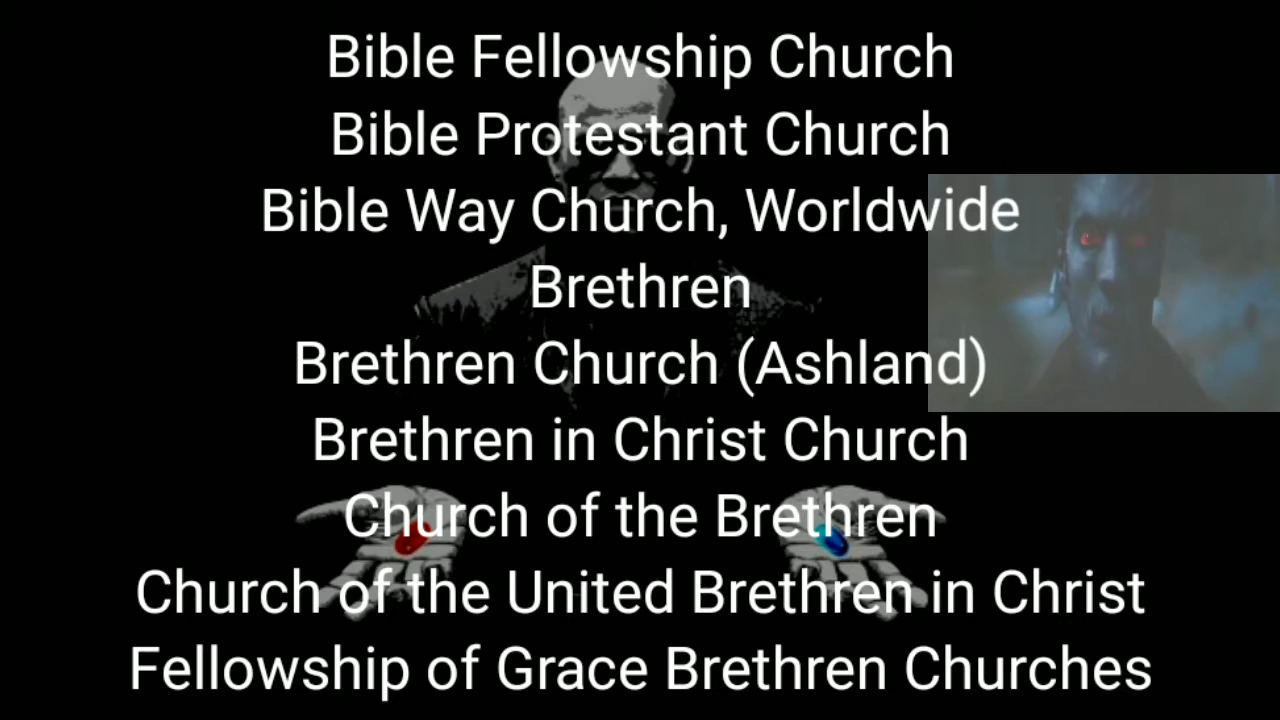 Bible Fellowship Church
Bible Protestant Church
Bible Way Church, Worldwide
Brethren
Brethren Church (Ashland)
Brethren in Christ Church
Church of the Brethren
Church of the United Brethren in Christ
Fellowship of Grace Brethren Churches